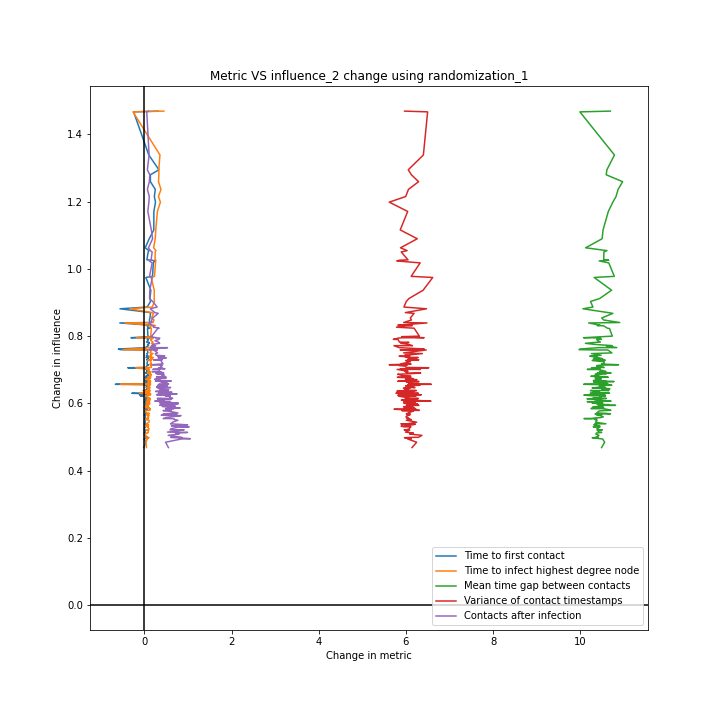 Metric VS influence_2 change using randomization_1
Change in influence
1.4
1.2
1.0
0.8
0.6
0.4
0.2
0.0
0 2 4 6 8 10
Change in metric
Time to first contact
Time to infect highest degree node
Mean time gap between contacts
Variance of contact timestamps
Contacts after infection